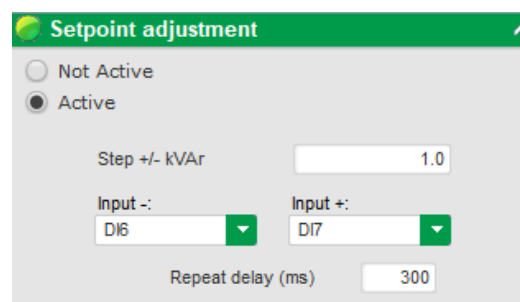 Setpoint adjustment
Not Active
Active
Step +/- kVAr 1.0
Input -: Input +:
DI6 DI7
Repeat delay (ms) 300